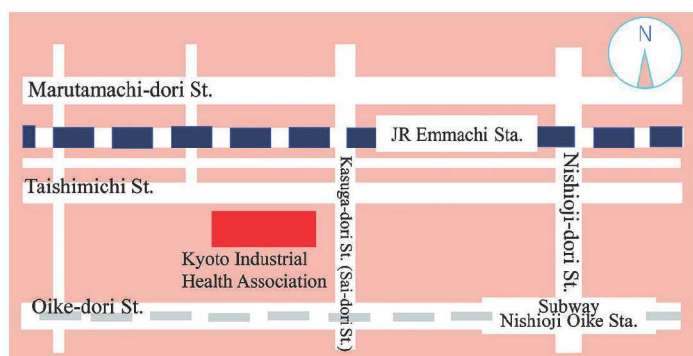 N
Marutamachi-dori St.
JR Emmachi Sta.
Taishimichi St.
Kasuga-dori St. (Sai-dori St.)
Nishioji-dori St.
Kyoto Industrial
Health Association
Oike-dori St.
Subway
Nishioji Oike Sta.